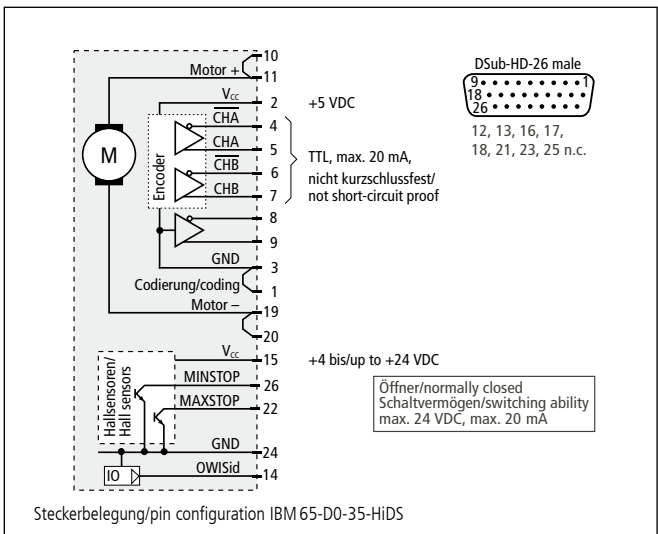 10
Motor +
11
DSub-HD-26 male
9 1
18
26
VCC
2
+5 VDC
CHA
4
12, 13, 16, 17,
18, 21, 23, 25 n.c.
CHA
5
M
Encoder
TTL, max. 20 mA,
nicht kurzschlussfest/
not short-circuit proof
CHB
6
CHB
7
8
9
GND
3
Codierung/coding
1
Motor –
19
20
VCC
15
+4 bis/up to +24 VDC
Hallsensoren/
Hall sensors
MINSTOP
26
MAXSTOP
22
Öffner/normally closed
Schaltvermögen/switching ability
max. 24 VDC, max. 20 mA
GND
24
IO
OWISid
14
Steckerbelegung/pin configuration IBM 65-D0-35-HiDS